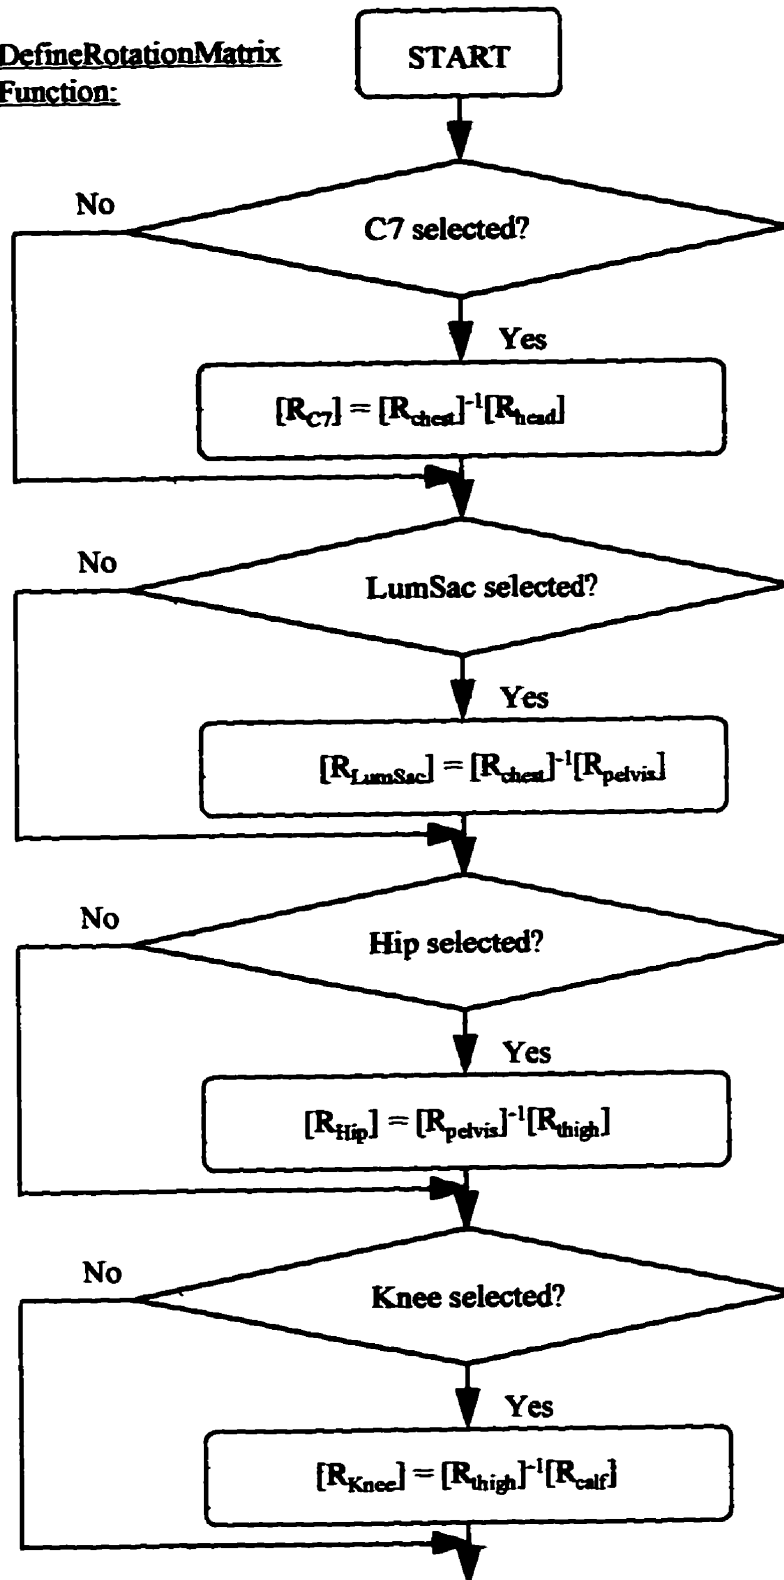 DefineRotationMatrix
Function:
START
No
C7 selected?
Yes
[R_C7] = [R_chest]^-1[R_head]
No
LumSac selected?
Yes
[R_LumSac] = [R_chest]^-1[R_pelvis]
No
Hip selected?
Yes
[R_Hip] = [R_pelvis]^-1[R_thigh]
No
Knee selected?
Yes
[R_Knee] = [R_thigh]^-1[R_calf]